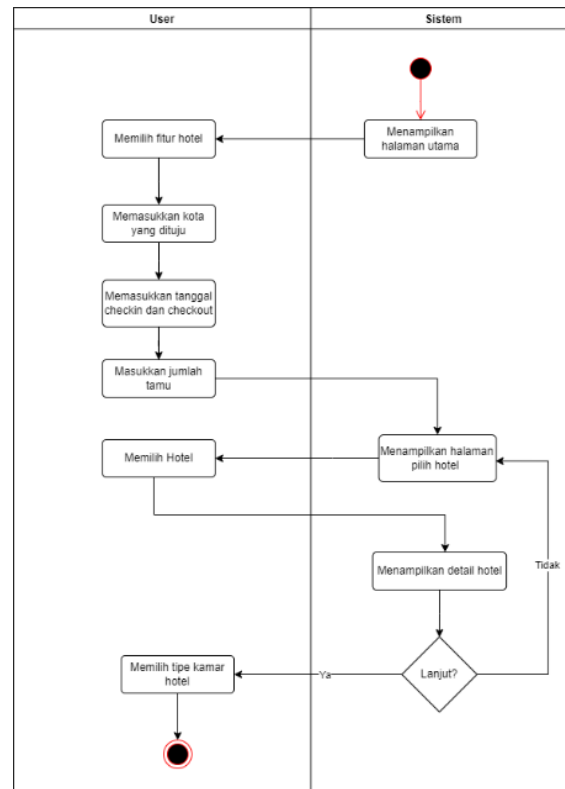 User
Sistem
Menampilkan
halaman utama
Memilih fitur hotel
Memasukkan kota
yang dituju
Memasukkan tanggal
checkin dan checkout
Masukkan jumlah
tamu
Menampilkan halaman
pilih hotel
Memilih Hotel
Menampilkan detail hotel
Tidak
Lanjut?
Ya
Memilih tipe kamar
hotel